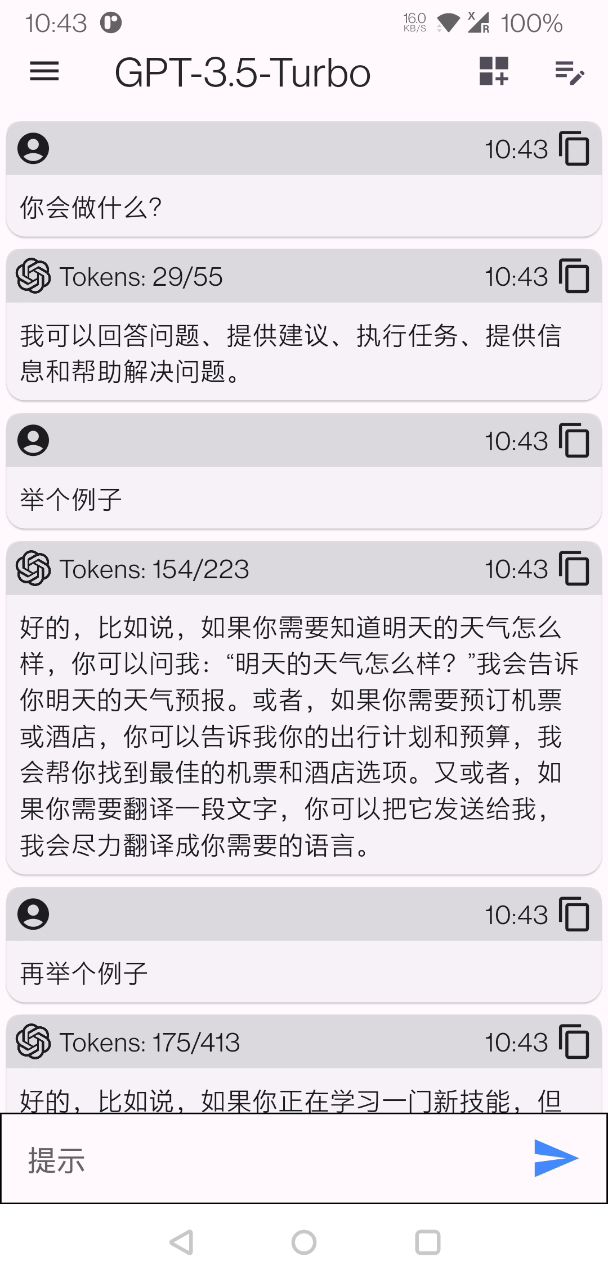 10:43
16.0
KB/S
X
R
100%
GPT-3.5-Turbo
10:43
你会做什么?
Tokens: 29/55
10:43
我可以回答问题、提供建议、执行任务、提供信
息和帮助解决问题。
10:43
举个例子
Tokens: 154/223
10:43
好的，比如说，如果你需要知道明天的天气怎么
样，你可以问我：“明天的天气怎么样？”我会告诉
你明天的天气预报。或者，如果你需要预订机票
或酒店，你可以告诉我你的出行计划和预算，我
会帮你找到最佳的机票和酒店选项。又或者，如
果你需要翻译一段文字，你可以把它发送给我，
我会尽力翻译成你需要的语言。
10:43
再举个例子
Tokens: 175/413
10:43
好的，比如说，如果你正在学习一门新技能，但
提示